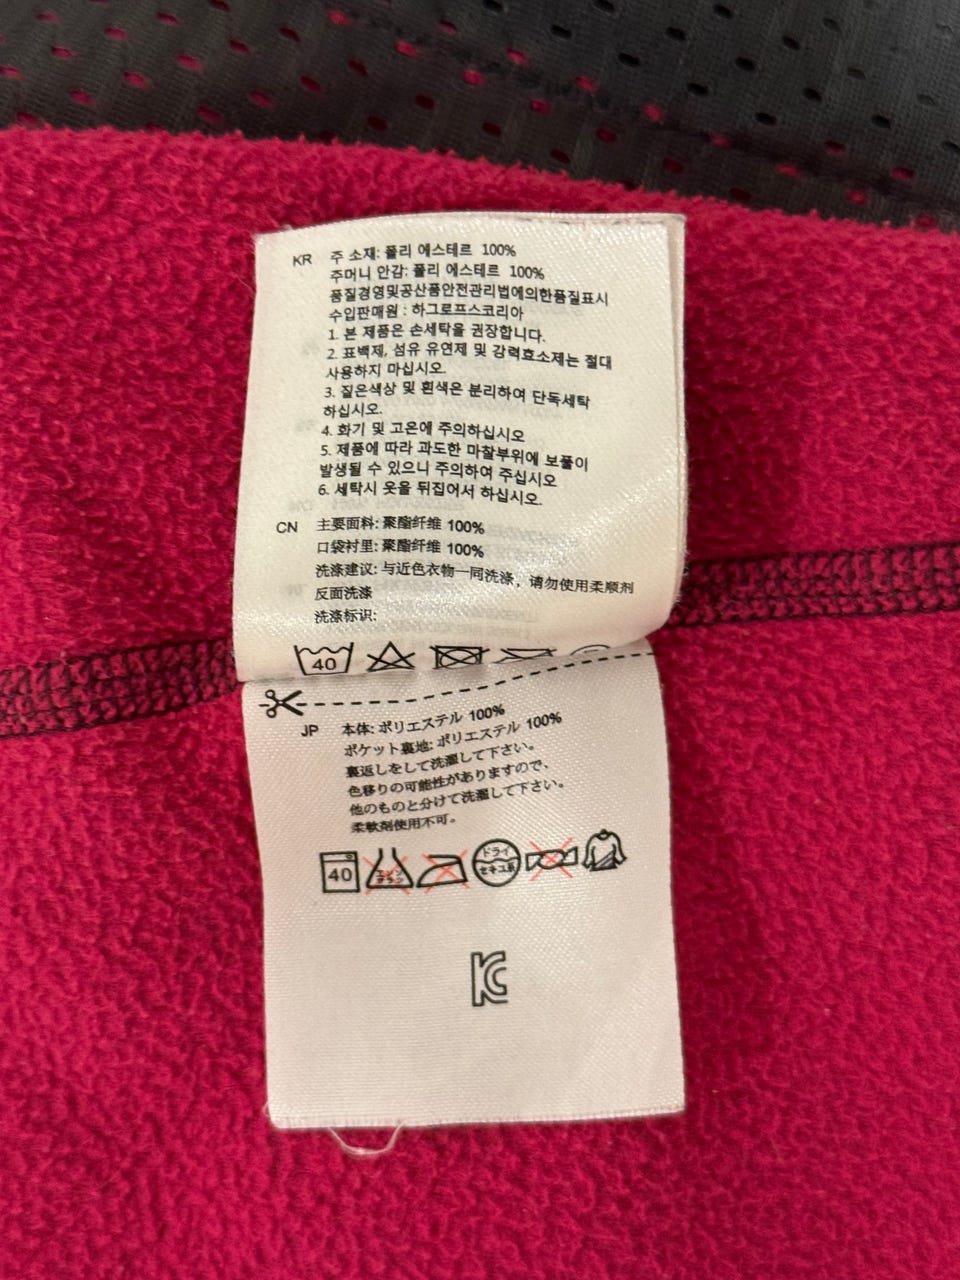 KR 주 소재: 폴리 에스테르 100%
주머니 안감: 폴리 에스테르 100%
품질경영및공산품안전관리법에의한품질표시
수입판매원 : 하그로프스코리아
1. 본 제품은 손세탁을 권장합니다.
2. 표백제, 섬유 유연제 및 강력효소제는 절대
사용하지 마십시오.
3. 짙은색상 및 흰색은 분리하여 단독세탁
하십시오.
4. 화기 및 고온에 주의하십시오
5. 제품에 따라 과도한 마찰부위에 보풀이
발생될 수 있으니 주의하여 주십시오
6. 세탁시 옷을 뒤집어서 하십시오.
CN 主要面料: 聚酯纤维 100%
口袋衬里: 聚酯纤维 100%
洗涤建议: 与近色衣物一同洗涤，请勿使用柔顺剂
反面洗涤
洗涤标识:
40
JP 本体: ポリエステル 100%
ポケット裏地: ポリエステル 100%
裏返しをして洗濯して下さい。
色移りの可能性がありますので、
他のものと分けて洗濯して下さい。
柔軟剤使用不可。
40 ドライ
セキユ系
KC